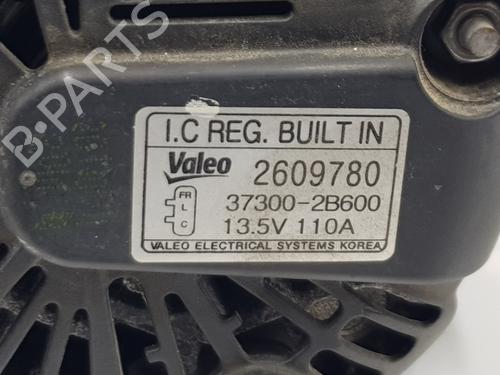 B-PARTS
I.C REG. BUILT IN
Valeo 2609780
FR
L
C
37300-2B600
13.5V 110A
VALEO ELECTRICAL SYSTEMS KOREA